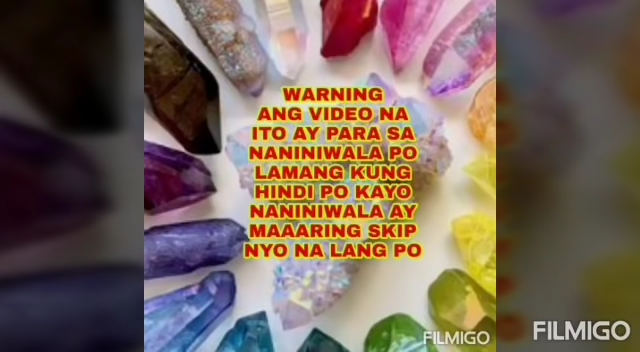 WARNING
ANG VIDEO NA
ITO AY PARA SA
NANINIWALA PO
LAMANG KUNG
HINDI PO KAYO
NANINIWALA AY
MAAARING SKIP
NYO NA LANG PO
FILMIGO
FILMIGO